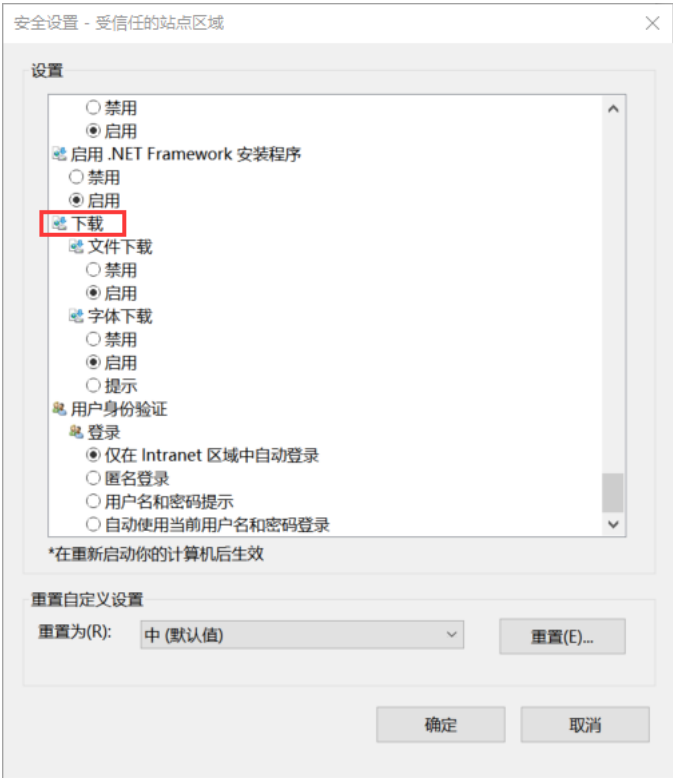 安全设置 - 受信任的站点区域
设置
禁用
启用
启用 .NET Framework 安装程序
禁用
启用
下载
文件下载
禁用
启用
字体下载
禁用
启用
提示
用户身份验证
登录
仅在 Intranet 区域中自动登录
匿名登录
用户名和密码提示
自动使用当前用户名和密码登录
*在重新启动你的计算机后生效
重置自定义设置
重置为(R):
中 (默认值)
重置(E)...
确定
取消